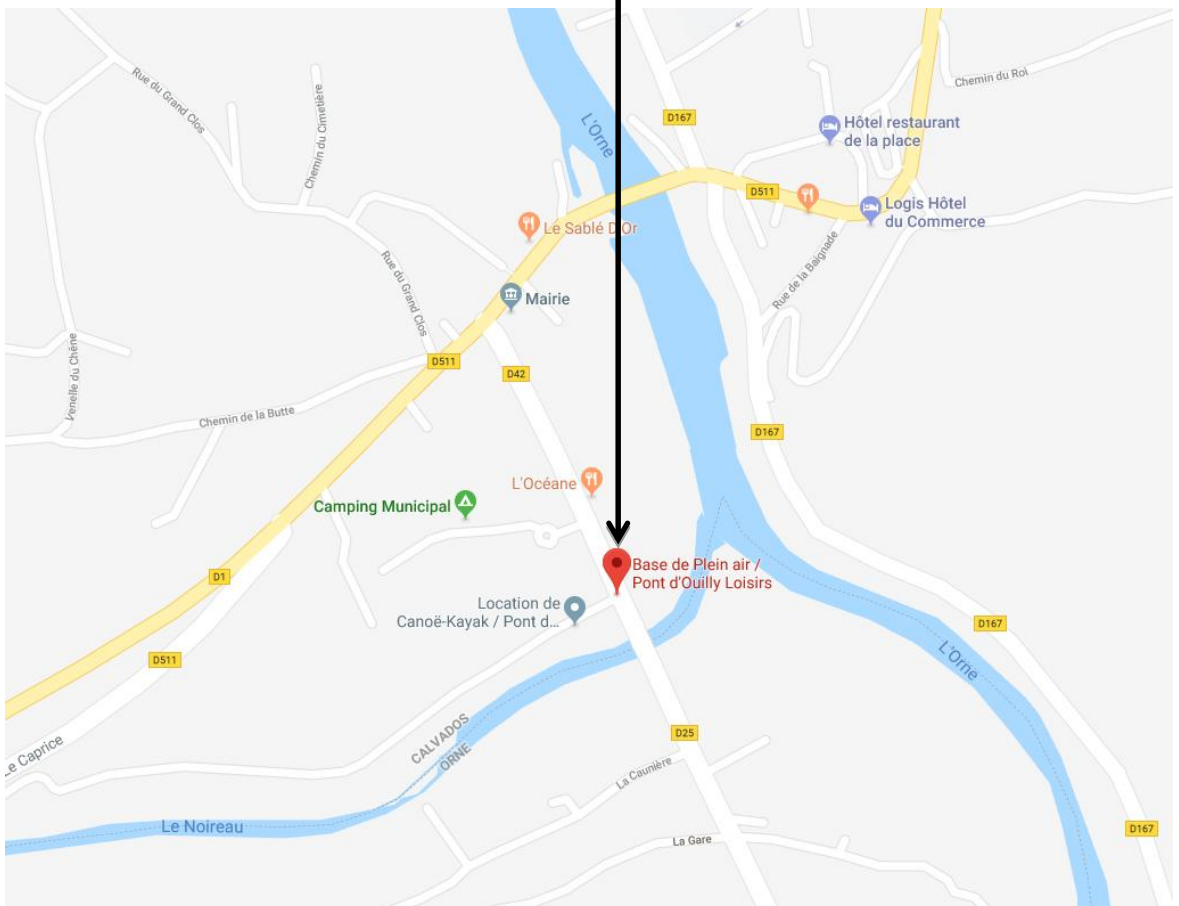 Rue du Grand Clos
Chemin du Cimetière
L'Orne
D167
Chemin du Roi
Hôtel restaurant
de la place
D511
Logis Hôtel
du Commerce
Le Sablé D'Or
Rue du Grand Clos
Rue de la Baignade
Mairie
Venelle du Chêne
D511
D42
Chemin de la Butte
D167
L'Océane
Camping Municipal
Base de Plein air /
Pont d'Ouilly Loisirs
D1
Location de
Canoë-Kayak / Pont d...
D167
D511
L'Orne
CALVADOS
ORNE
D25
Le Caprice
La Caunière
Le Noireau
La Gare
D167